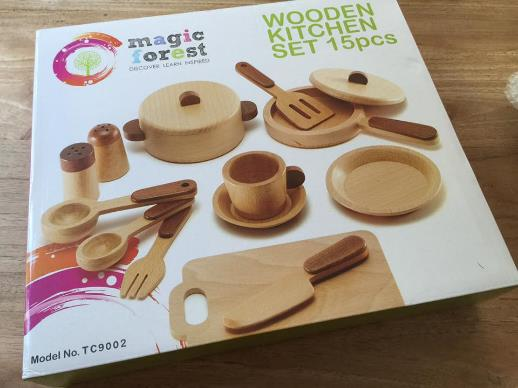 magic
forest
DISCOVER LEARN INSPIRED
WOODEN
KITCHEN
SET 15pcs
Model No. TC9002